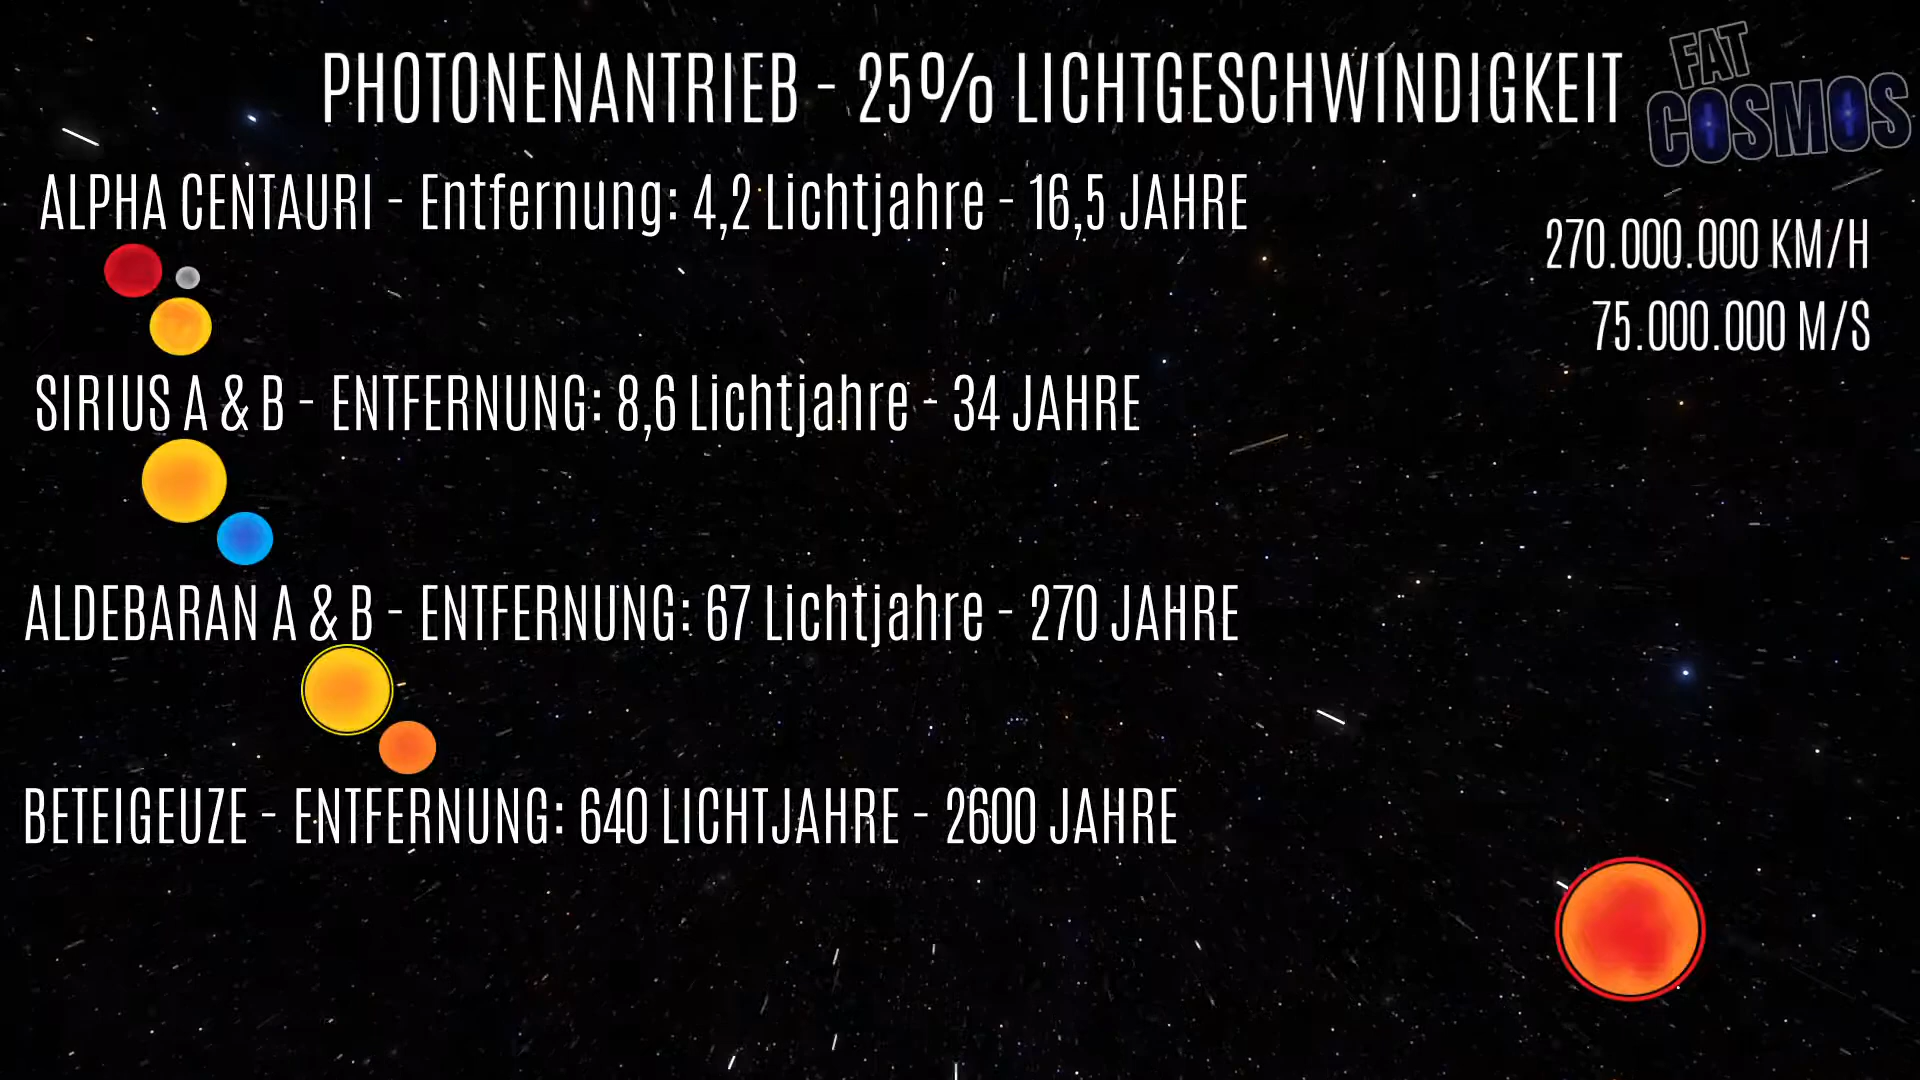 PHOTONENANTRIEB - 25% LICHTGESCHWINDIGKEIT
FAT
COSMOS
ALPHA CENTAURI - Entfernung: 4,2 Lichtjahre - 16,5 JAHRE
270.000.000 KM/H
75.000.000 M/S
SIRIUS A & B - ENTFERNUNG: 8,6 Lichtjahre - 34 JAHRE
ALDEBARAN A & B - ENTFERNUNG: 67 Lichtjahre - 270 JAHRE
BETEIGEUZE - ENTFERNUNG: 640 LICHTJAHRE - 2600 JAHRE